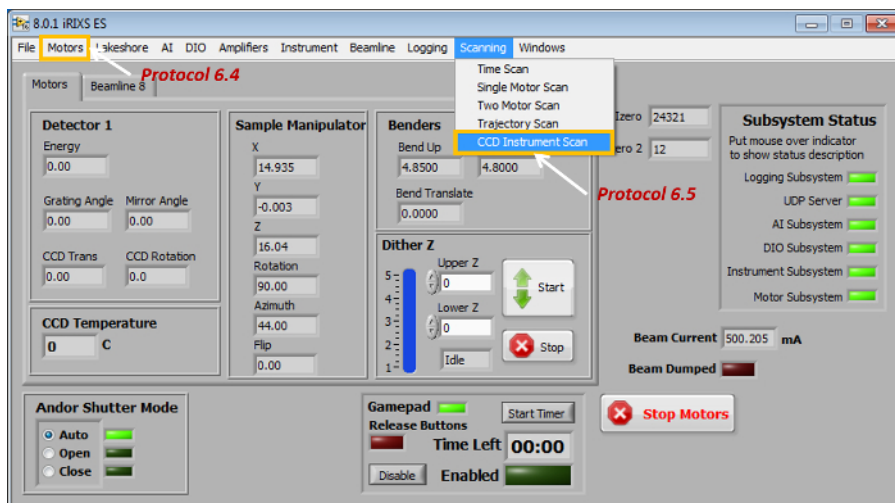 8.0.1 iRIXS ES
File Motors Lakeshore AI DIO Amplifiers Instrument Beamline Logging Scanning Windows
Protocol 6.4
Time Scan
Single Motor Scan
Two Motor Scan
Trajectory Scan
CCD Instrument Scan
Protocol 6.5
Motors Beamline 8
Detector 1
Energy
0.00
Grating Angle Mirror Angle
0.00 0.00
CCD Trans CCD Rotation
0.00 0.0
CCD Temperature
0 C
Sample Manipulator
X
14.935
Y
-0.003
Z
16.04
Rotation
90.00
Azimuth
44.00
Flip
0.00
Benders
Bend Up
4.8500 4.8000
Bend Translate
0.0000
Dither Z
5
4
3
2
1
Upper Z
0
Lower Z
0
Idle
Start
Stop
Izero 24321
12
Subsystem Status
Put mouse over indicator
to show status description
Logging Subsystem
UDP Server
AI Subsystem
DIO Subsystem
Instrument Subsystem
Motor Subsystem
Beam Current 500.205 mA
Beam Dumped
Andor Shutter Mode
Auto
Open
Close
Gamepad
Release Buttons
Start Timer
Time Left 00:00
Disable Enabled
Stop Motors